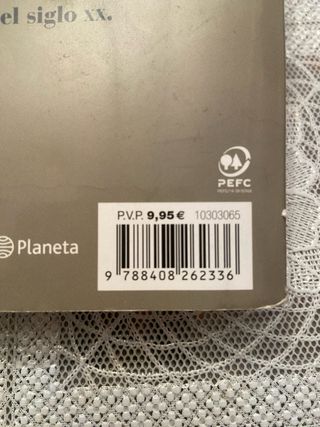 el siglo XX.
PEFC
P.V.P. 9,95 € 10303065
Planeta
9 788408 262336